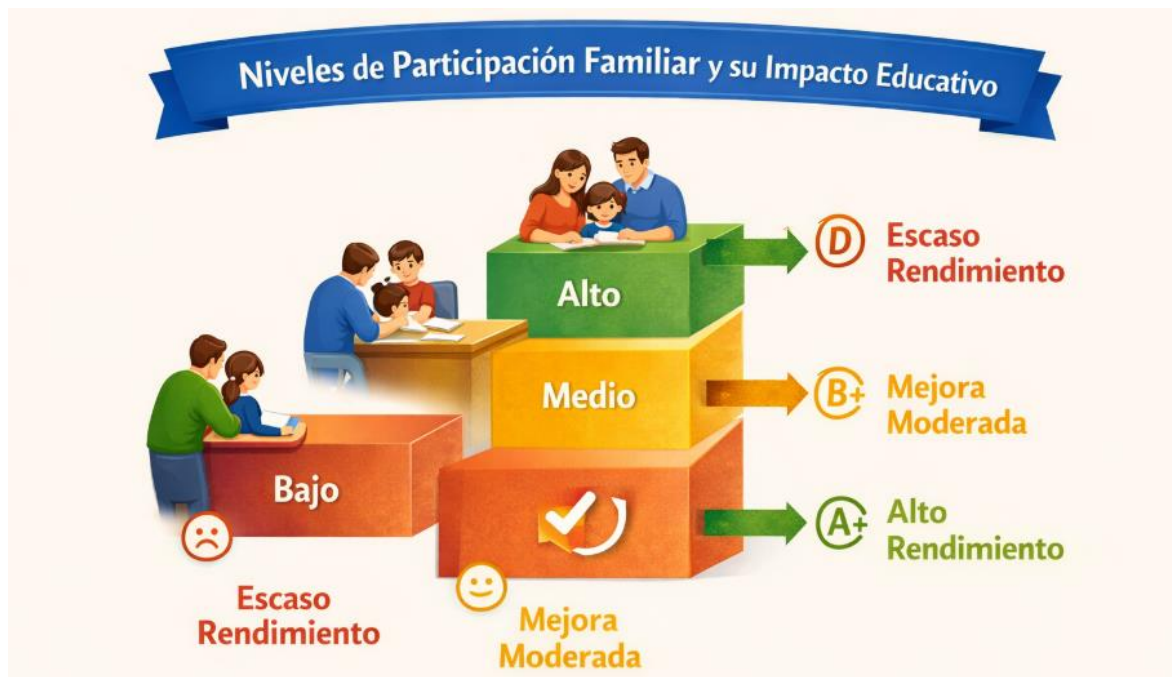 Niveles de Participación Familiar y su Impacto Educativo
Alto
D
Escaso
Rendimiento
Medio
B+
Mejora
Moderada
Bajo
A+
Alto
Rendimiento
Escaso
Rendimiento
Mejora
Moderada